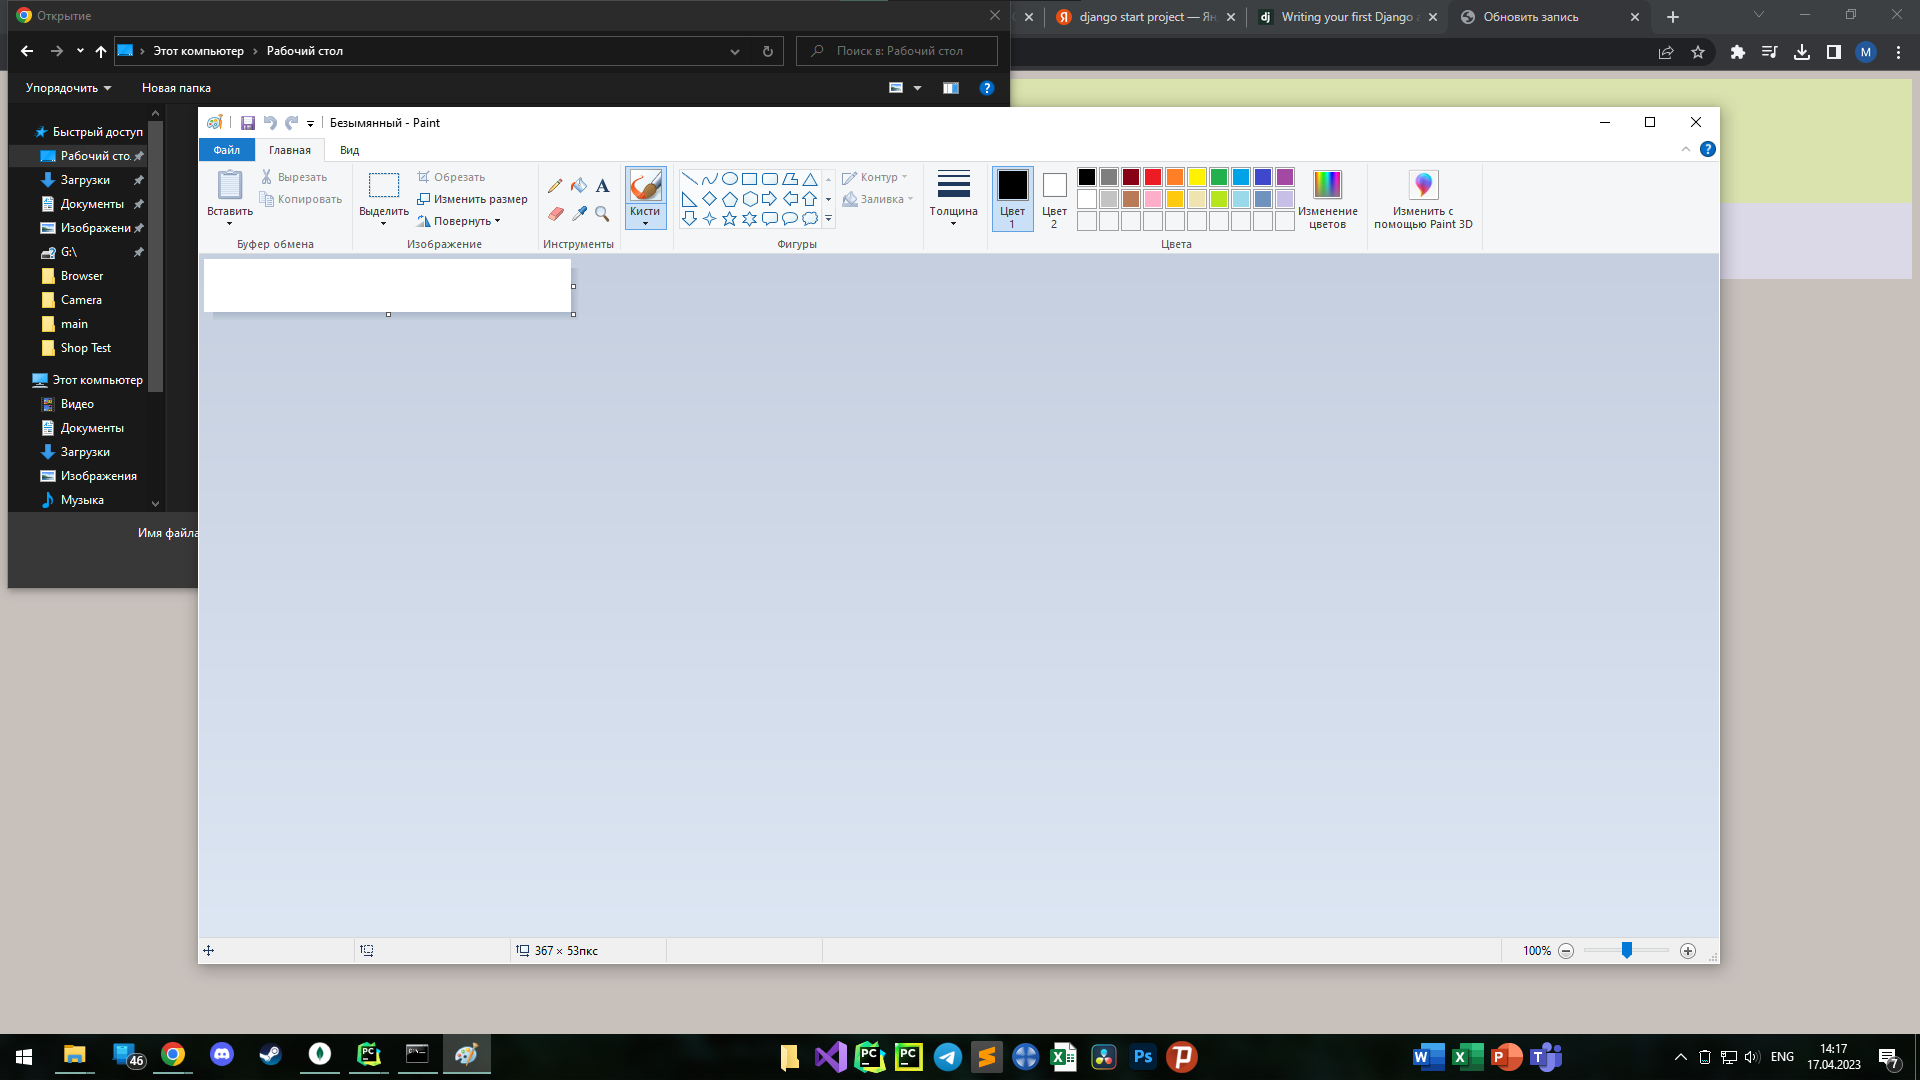 Открытие
django start project — Ян
Writing your first Django a
Обновить запись
Этот компьютер
Рабочий стол
Поиск в: Рабочий стол
M
Упорядочить
Новая папка
Быстрый доступ
Рабочий сто.
Загрузки
Документы
Изображени
G:\
Browser
Camera
main
Shop Test
Этот компьютер
Видео
Документы
Загрузки
Изображения
Музыка
Имя файла
Безымянный - Paint
Файл
Главная
Вид
Вставить
Вырезать
Копировать
Буфер обмена
Выделить
Обрезать
Изменить размер
Повернуть
Изображение
Инструменты
Кисти
Контур
Заливка
Фигуры
Толщина
Цвет 1
Цвет 2
Изменение цветов
Цвета
Изменить с помощью Paint 3D
367 × 53пкс
100%
46
ENG
14:17
17.04.2023
7